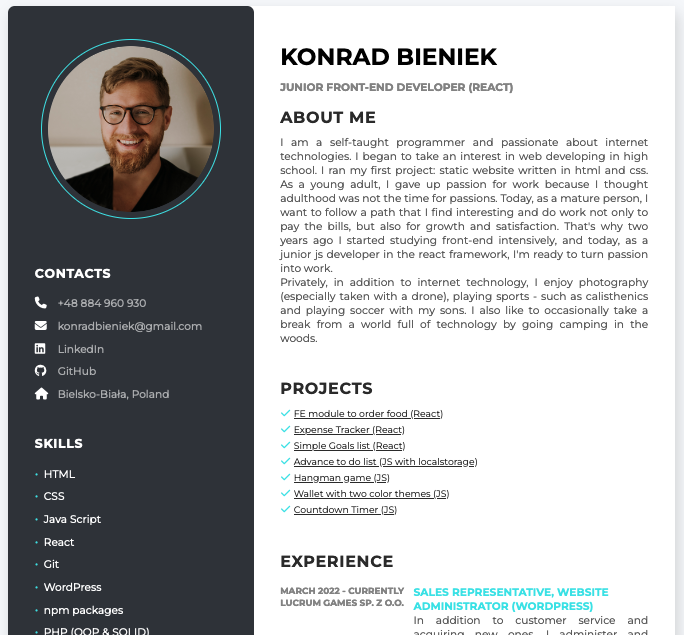 CONTACTS
+48 884 960 930
konradbieniek@gmail.com
LinkedIn
GitHub
Bielsko-Biała, Poland
SKILLS
HTML
CSS
Java Script
React
Git
WordPress
npm packages
PHP (OOP & SOLID)
KONRAD BIENIEK
JUNIOR FRONT-END DEVELOPER (REACT)
ABOUT ME
I am a self-taught programmer and passionate about internet
technologies. I began to take an interest in web developing in high
school. I ran my first project: static website written in html and css.
As a young adult, I gave up passion for work because I thought
adulthood was not the time for passions. Today, as a mature person, I
want to follow a path that I find interesting and do work not only to
pay the bills, but also for growth and satisfaction. That's why two
years ago I started studying front-end intensively, and today, as a
junior js developer in the react framework, I'm ready to turn passion
into work.
Privately, in addition to internet technology, I enjoy photography
(especially taken with a drone), playing sports - such as calisthenics
and playing soccer with my sons. I also like to occasionally take a
break from a world full of technology by going camping in the
woods.
PROJECTS
FE module to order food (React)
Expense Tracker (React)
Simple Goals list (React)
Advance to do list (JS with localstorage)
Hangman game (JS)
Wallet with two color themes (JS)
Countdown Timer (JS)
EXPERIENCE
MARCH 2022 - CURRENTLY
LUCRUM GAMES SP. Z O.O.
SALES REPRESENTATIVE, WEBSITE
ADMINISTRATOR (WORDPRESS)
In addition to customer service and
acquiring new ones, I administer and